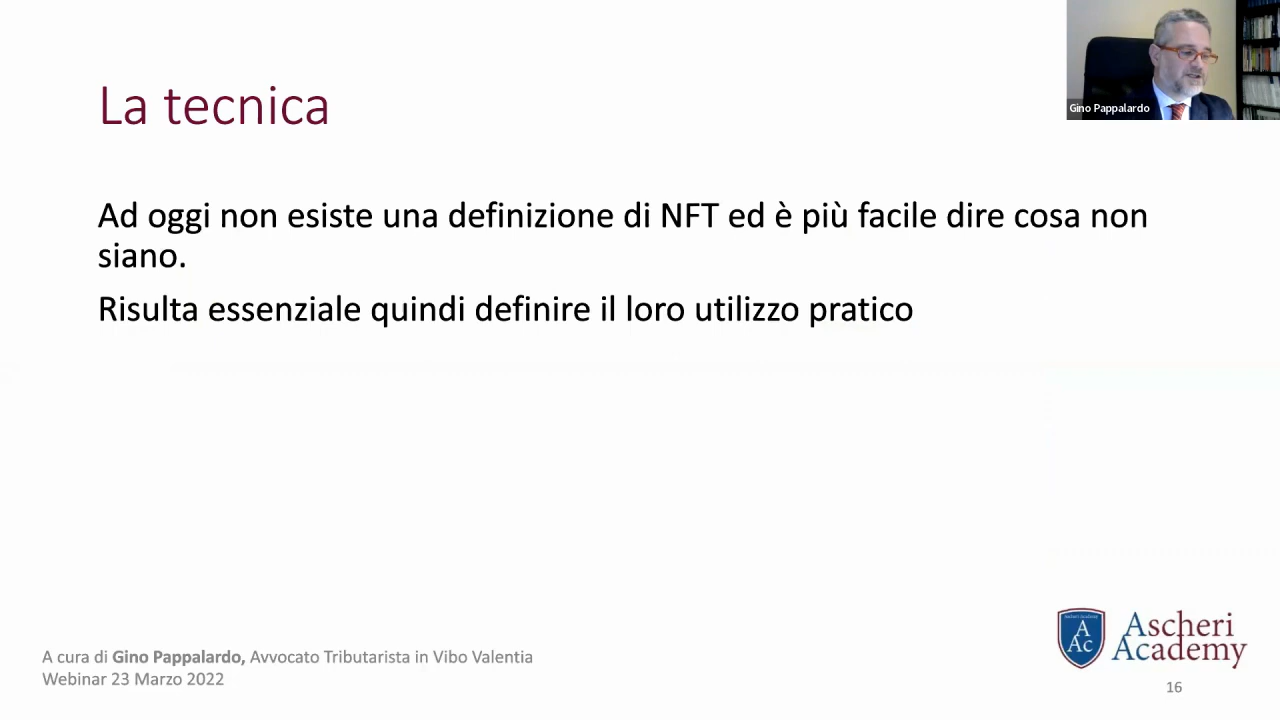 Gino Pappalardo
La tecnica
Ad oggi non esiste una definizione di NFT ed è più facile dire cosa non
siano.
Risulta essenziale quindi definire il loro utilizzo pratico
A cura di Gino Pappalardo, Avvocato Tributarista in Vibo Valentia
Webinar 23 Marzo 2022
A
Ac
Ascheri
Academy
16